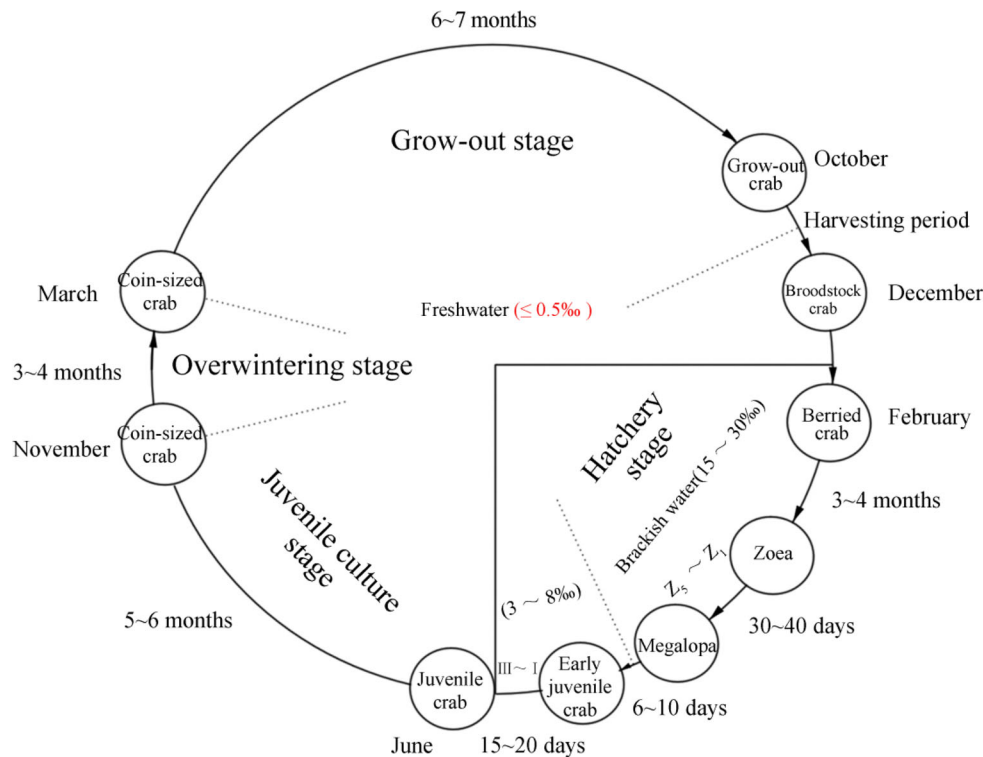 6~7 months
Grow-out stage
Grow-out
crab
October
Harvesting period
Coin-sized
crab
March
Freshwater (≤ 0.5‰ )
Broodstock
crab
December
3~4 months
Overwintering stage
Coin-sized
crab
November
Hatchery
stage
Brackish water(15 ~ 30‰)
Berried
crab
February
3~4 months
Juvenile culture
stage
Zoea
Z5 ~ Z1
(3 ~ 8‰)
30~40 days
5~6 months
Megalopa
Juvenile
crab
III~ I
Early
juvenile
crab
6~10 days
June
15~20 days